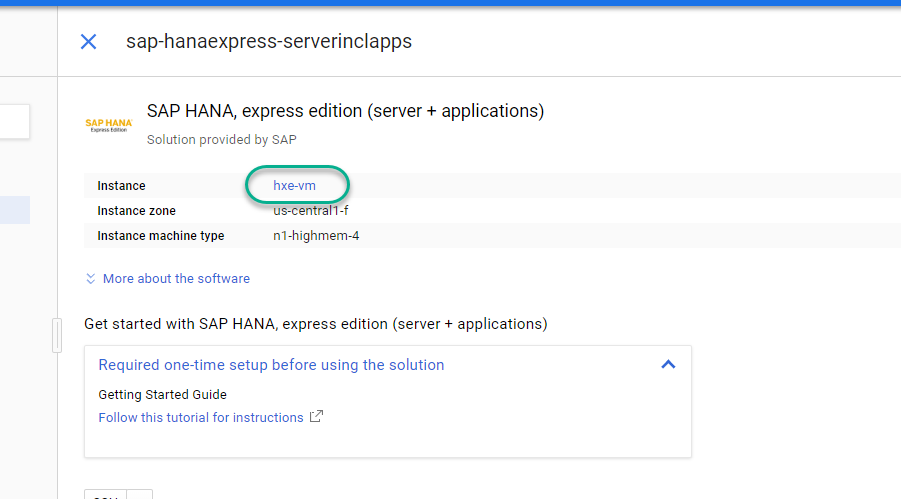 sap-hanaexpress-serverinclapps
SAP HANA
Express Edition
SAP HANA, express edition (server + applications)
Solution provided by SAP
Instance hxe-vm
Instance zone us-central1-f
Instance machine type n1-highmem-4
More about the software
Get started with SAP HANA, express edition (server + applications)
Required one-time setup before using the solution
Getting Started Guide
Follow this tutorial for instructions